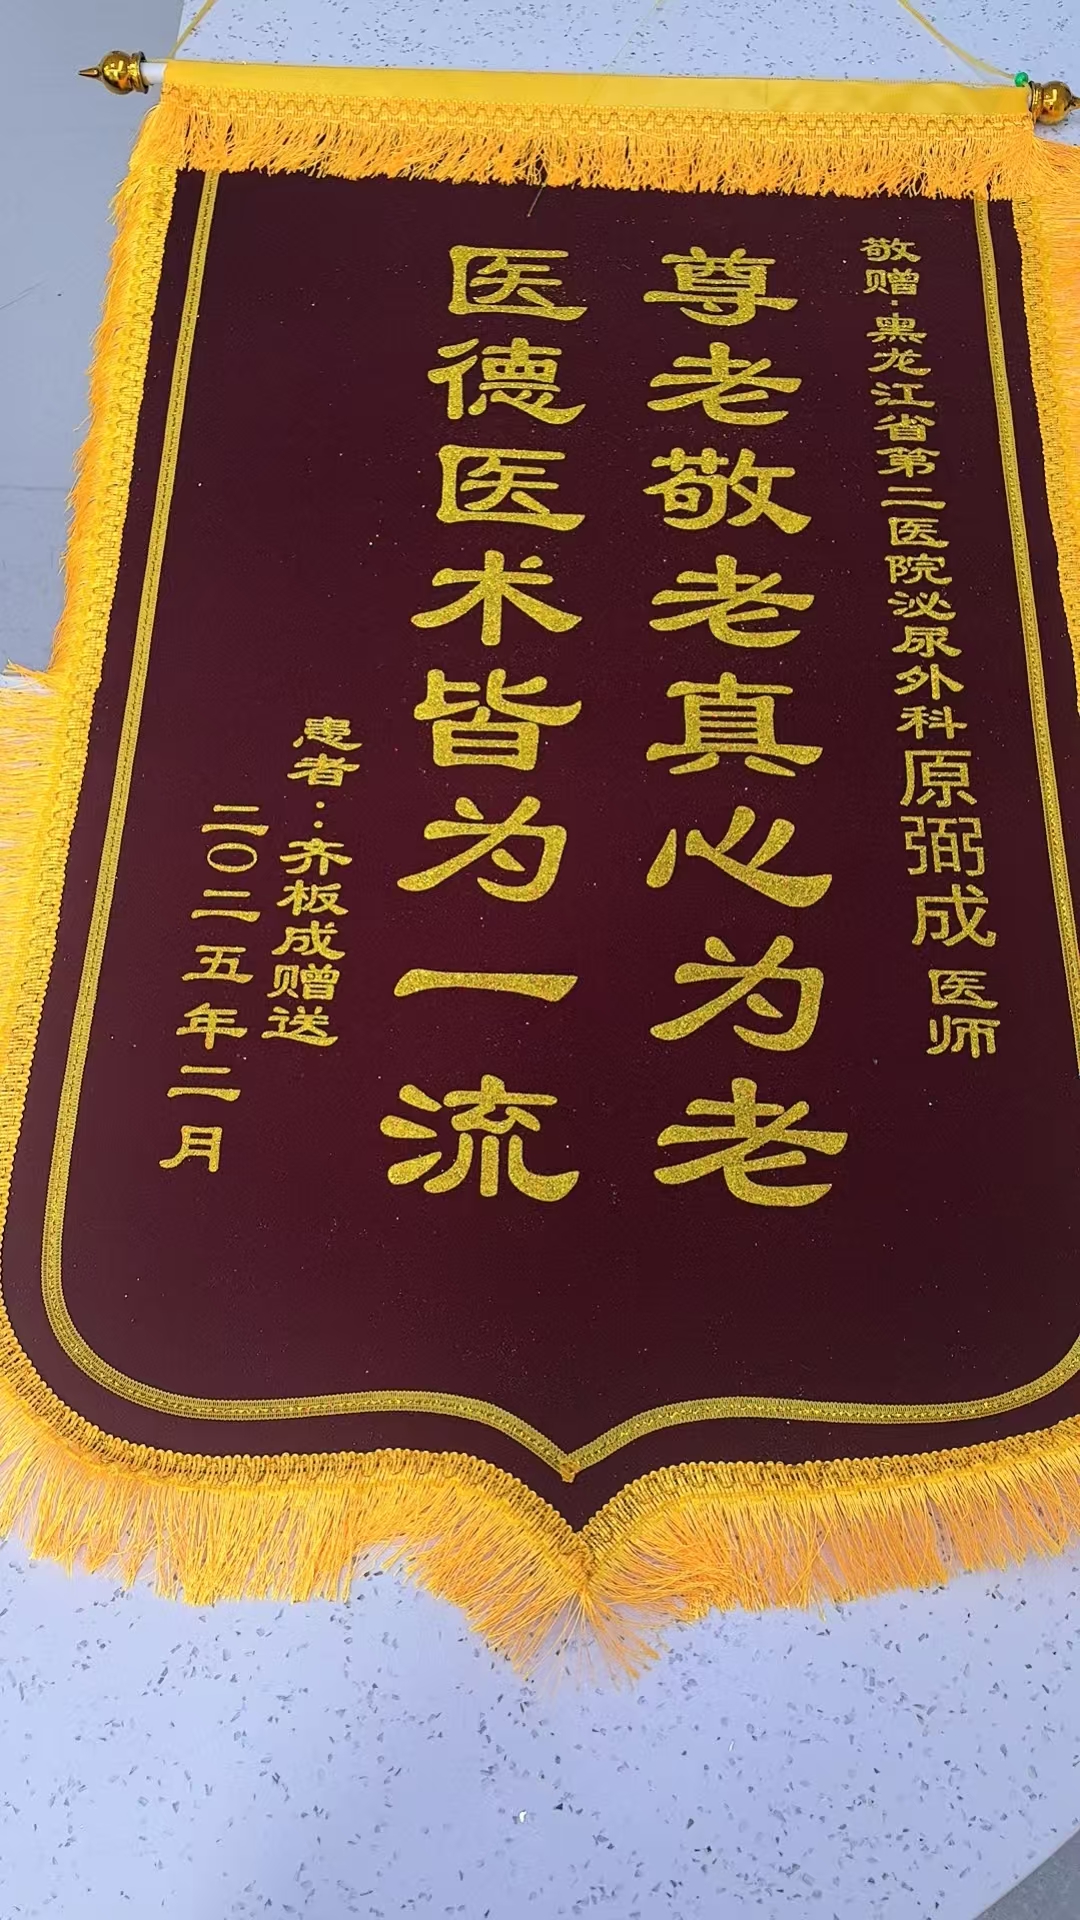 敬赠：黑龙江省第二医院泌尿外科原弼成 医师
尊老敬老真心为老
医德医术皆为一流
患者：齐板成赠送
二〇二五年二月